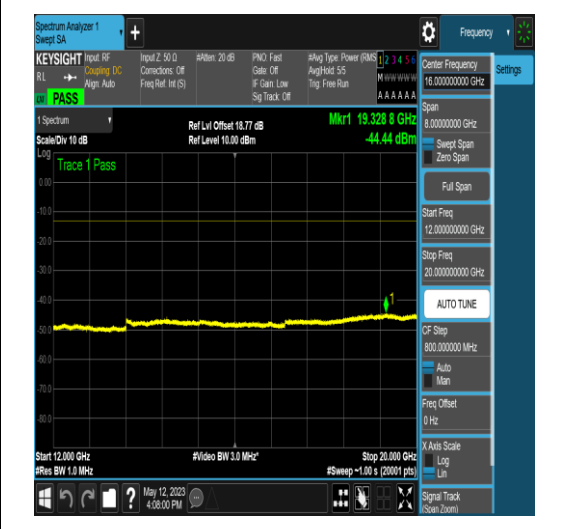 Spectrum Analyzer 1
Swept SA
Frequency
KEYSIGHT
RL
PASS
Input: RF
Coupling: DC
Align: Auto
Input Z: 50 Ω
Corrections: Off
Freq Ref: Int (S)
#Atten: 20 dB
PNO: Fast
Gate: Off
IF Gain: Low
Sig Track: Off
#Avg Type: Power (RMS
Avg|Hold: 5/5
Trig: Free Run
1 2 3 4 5 6
M W W W W W
A A A A A A
Center Frequency
16.000000000 GHz
Settings
Span
8.00000000 GHz
Swept Span
Zero Span
Full Span
Start Freq
12.000000000 GHz
Stop Freq
20.000000000 GHz
AUTO TUNE
CF Step
800.000000 MHz
Auto
Man
Freq Offset
0 Hz
X Axis Scale
Log
Lin
Signal Track
(Span Zoom)
1 Spectrum
Scale/Div 10 dB
Ref Lvl Offset 18.77 dB
Ref Level 10.00 dBm
Mkr1 19.328 8 GHz
-44.44 dBm
Log
Trace 1 Pass
0.00
-10.0
-20.0
-30.0
-40.0
-50.0
-60.0
-70.0
-80.0
1
Start 12.000 GHz
#Res BW 1.0 MHz
#Video BW 3.0 MHz*
Stop 20.000 GHz
#Sweep ~1.00 s (20001 pts)
May 12, 2023
4:08:00 PM